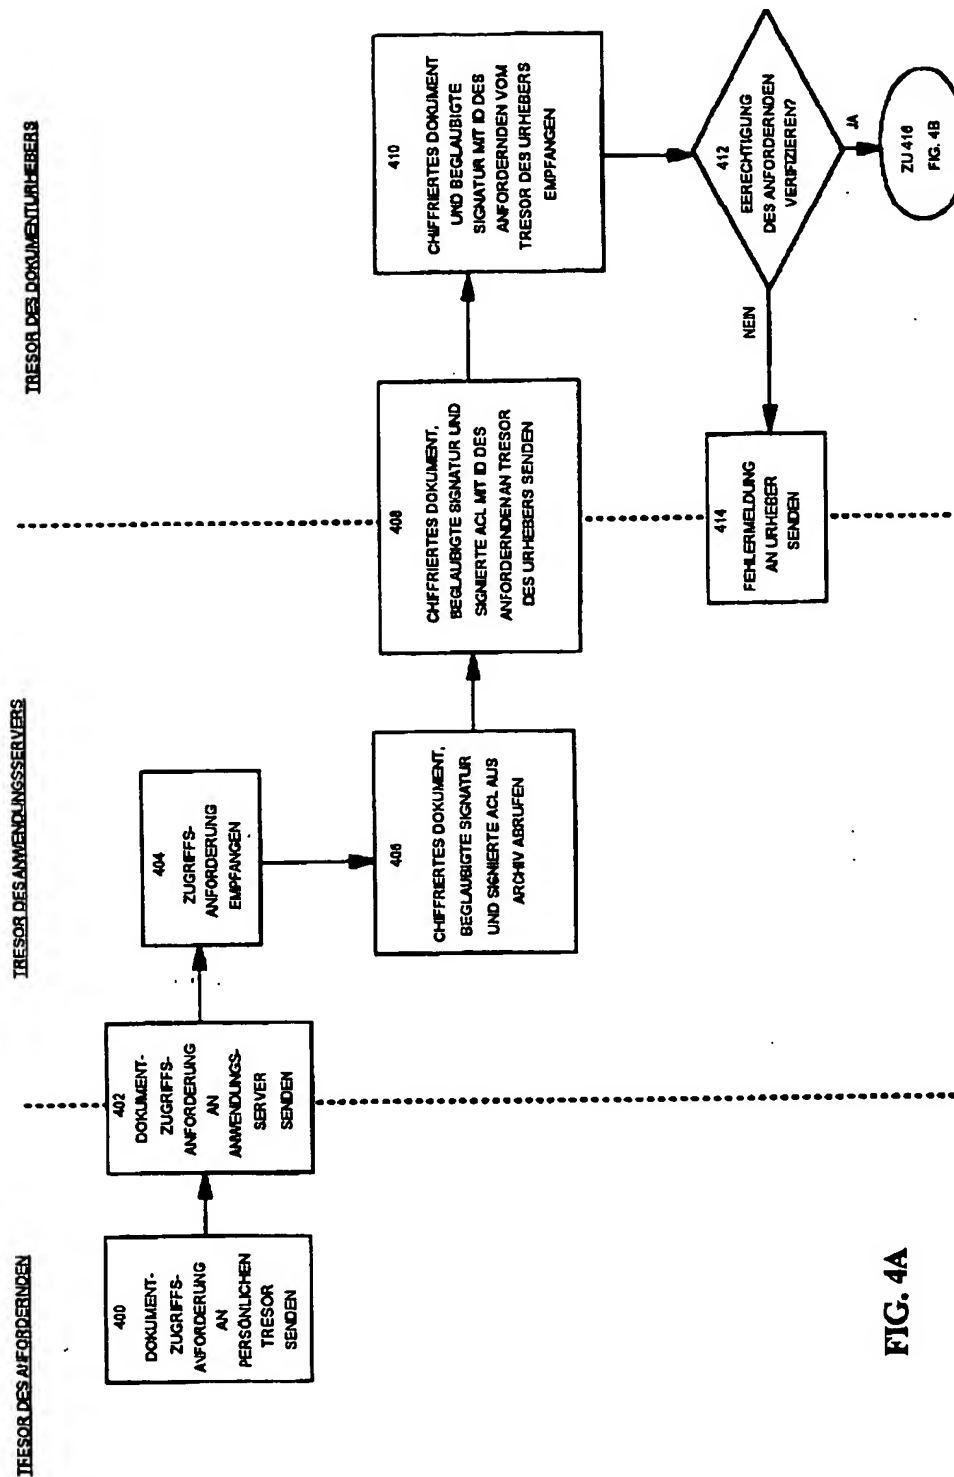 TRESOR DES ANFORDERNDEN
TRESOR DES ANWENDUNGSSERVERS
TRESOR DES DOKUMENTURHEBERS
400
DOKUMENT-
ZUGRIFFS-
ANFORDERUNG
AN
PERSÖNLICHEN
TRESOR
SENDEN
402
DOKUMENT-
ZUGRIFFS-
ANFORDERUNG
AN
ANWENDUNGS-
SERVER
SENDEN
404
ZUGRIFFS-
ANFORDERUNG
EMPFANGEN
406
CHIFFRIERTES DOKUMENT,
BEGLAUBIGTE SIGNATUR
UND SIGNIERTE ACL AUS
ARCHIV ABRUFEN
408
CHIFFRIERTES DOKUMENT,
BEGLAUBIGTE SIGNATUR UND
SIGNIERTE ACL MIT ID DES
ANFORDERNDEN AN TRESOR
DES URHEBERS SENDEN
410
CHIFFRIERTES DOKUMENT
UND BEGLAUBIGTE
SIGNATUR MIT ID DES
ANFORDERNDEN VOM
TRESOR DES URHEBERS
EMPFANGEN
412
EERECHTIGUNG
DES ANFORDERNDEN
VERIFIZIEREN?
NEIN
JA
414
FEHLERMELDUNG
AN URHEBER
SENDEN
ZU 416
FIG. 4B
FIG. 4A